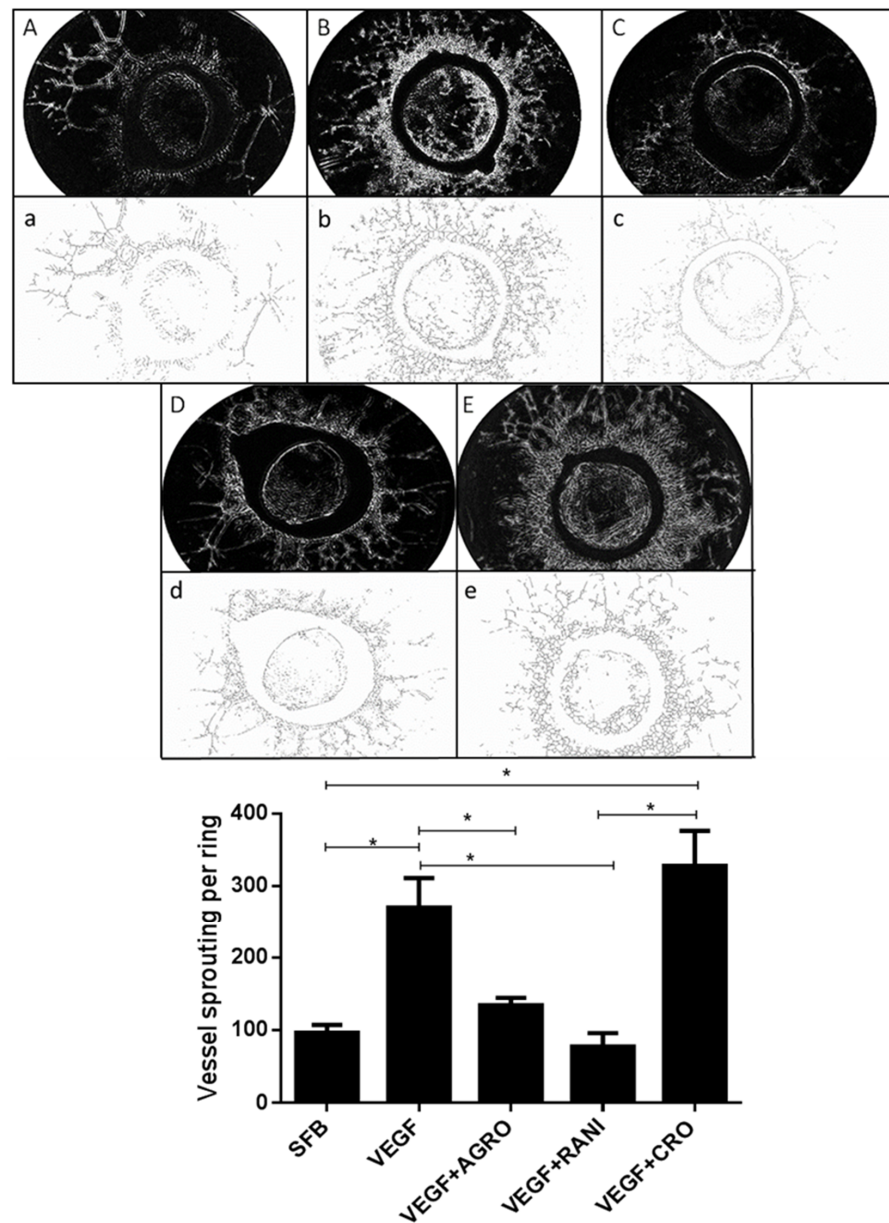 A B C
a b c
D E
d e
*
*
*
*
*
400
300
200
100
0
Vessel sprouting per ring
SFB
VEGF
VEGF+AGRO
VEGF+RANI
VEGF+CRO